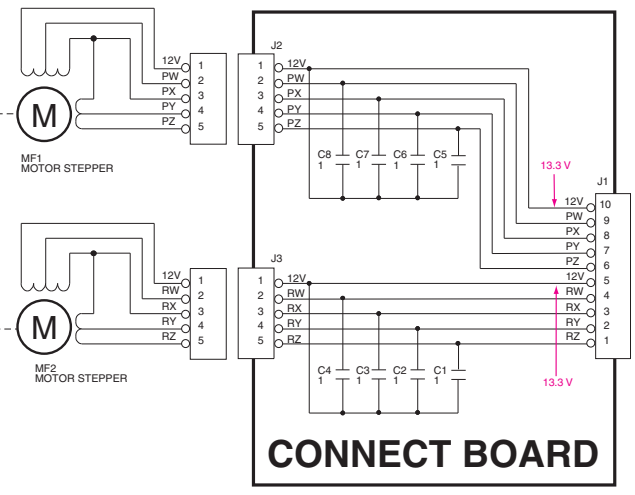 J2
12V 1 1 12V
PW 2 2 PW
PX 3 3 PX
PY 4 4 PY
PZ 5 5 PZ
M
MF1
MOTOR STEPPER
C8 C7 C6 C5
1 1 1 1
13.3 V
J1
12V 10
PW 9
PX 8
PY 7
PZ 6
12V 5
RW 4
RX 3
RY 2
RZ 1
J3
12V 1 1 12V
RW 2 2 RW
RX 3 3 RX
RY 4 4 RY
RZ 5 5 RZ
M
MF2
MOTOR STEPPER
C4 C3 C2 C1
1 1 1 1
13.3 V
CONNECT BOARD